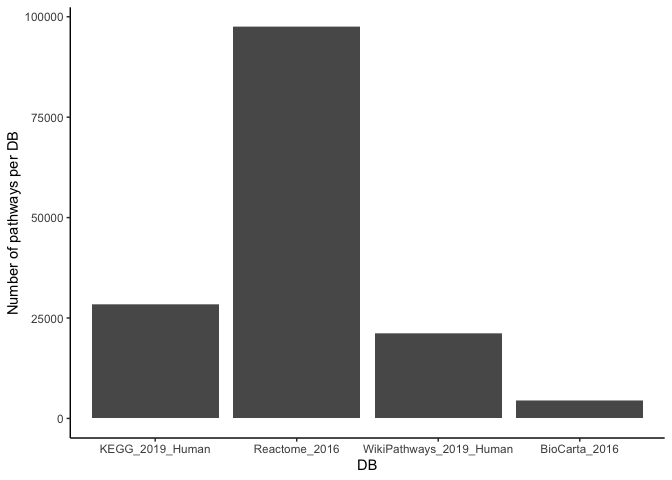 Number of pathways per DB
100000
75000
50000
25000
0
KEGG_2019_Human
Reactome_2016
WikiPathways_2019_Human
BioCarta_2016
DB